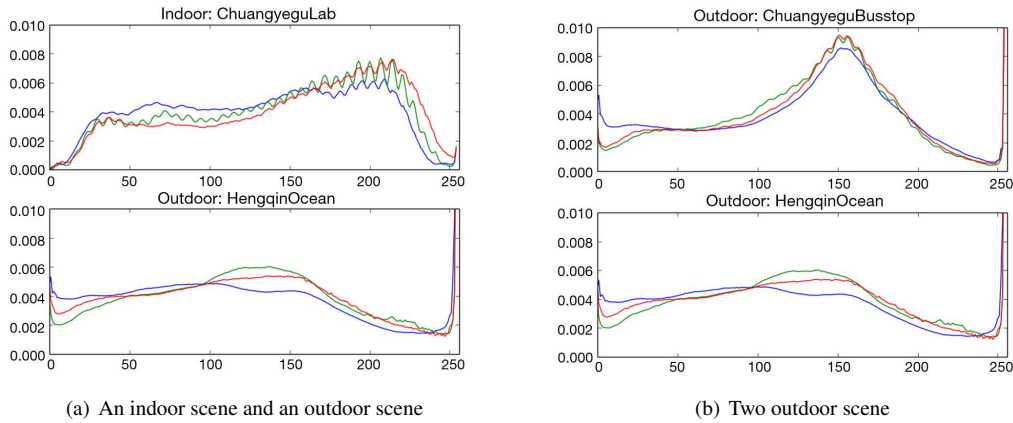 Indoor: ChuangyeguLab
0.010
0.008
0.006
0.004
0.002
0.000
0 50 100 150 200 250
Outdoor: HengqinOcean
0.010
0.008
0.006
0.004
0.002
0.000
0 50 100 150 200 250
(a) An indoor scene and an outdoor scene
Outdoor: ChuangyeguBusstop
0.010
0.008
0.006
0.004
0.002
0.000
0 50 100 150 200 250
Outdoor: HengqinOcean
0.010
0.008
0.006
0.004
0.002
0.000
0 50 100 150 200 250
(b) Two outdoor scene